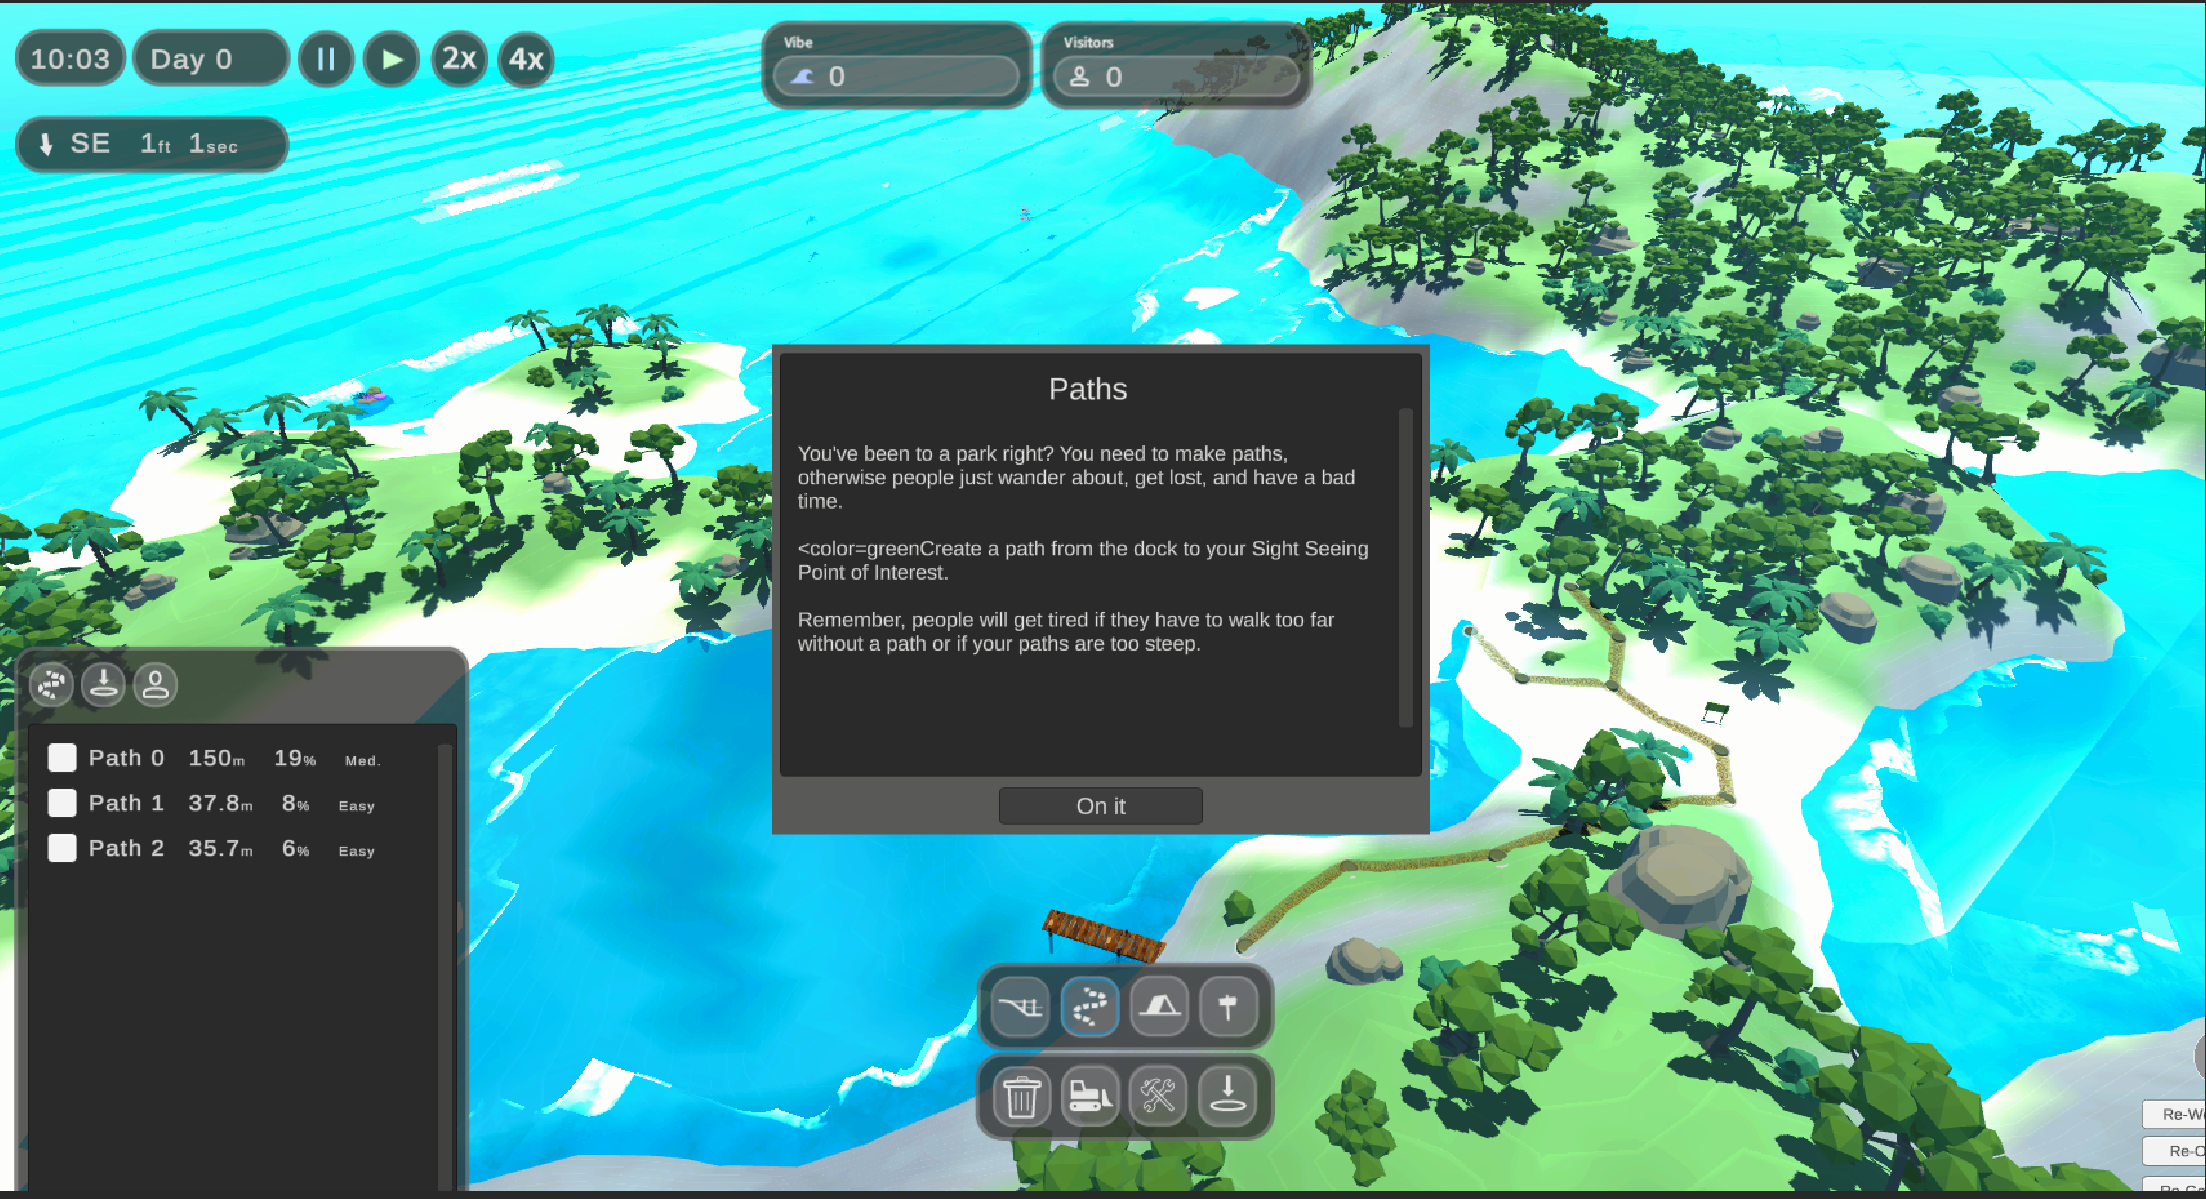 10:03
Day 0
2x
4x
SE 1ft 1sec
Vibe
0
Visitors
0
Paths
You've been to a park right? You need to make paths,
otherwise people just wander about, get lost, and have a bad
time.
<color=greenCreate a path from the dock to your Sight Seeing
Point of Interest.
Remember, people will get tired if they have to walk too far
without a path or if your paths are too steep.
On it
Path 0 150m 19% Med.
Path 1 37.8m 8% Easy
Path 2 35.7m 6% Easy